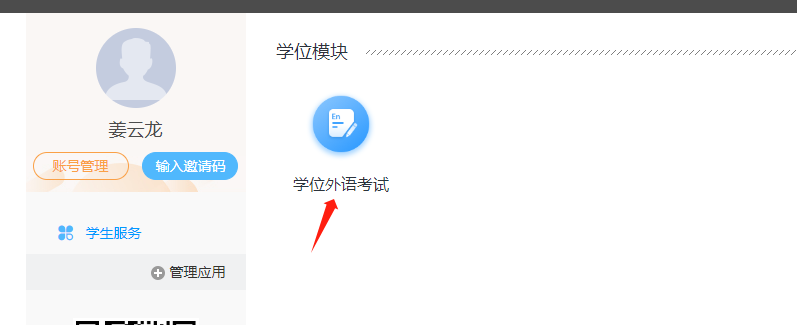 学位模块
En
学位外语考试
姜云龙
账号管理
输入邀请码
学生服务
管理应用